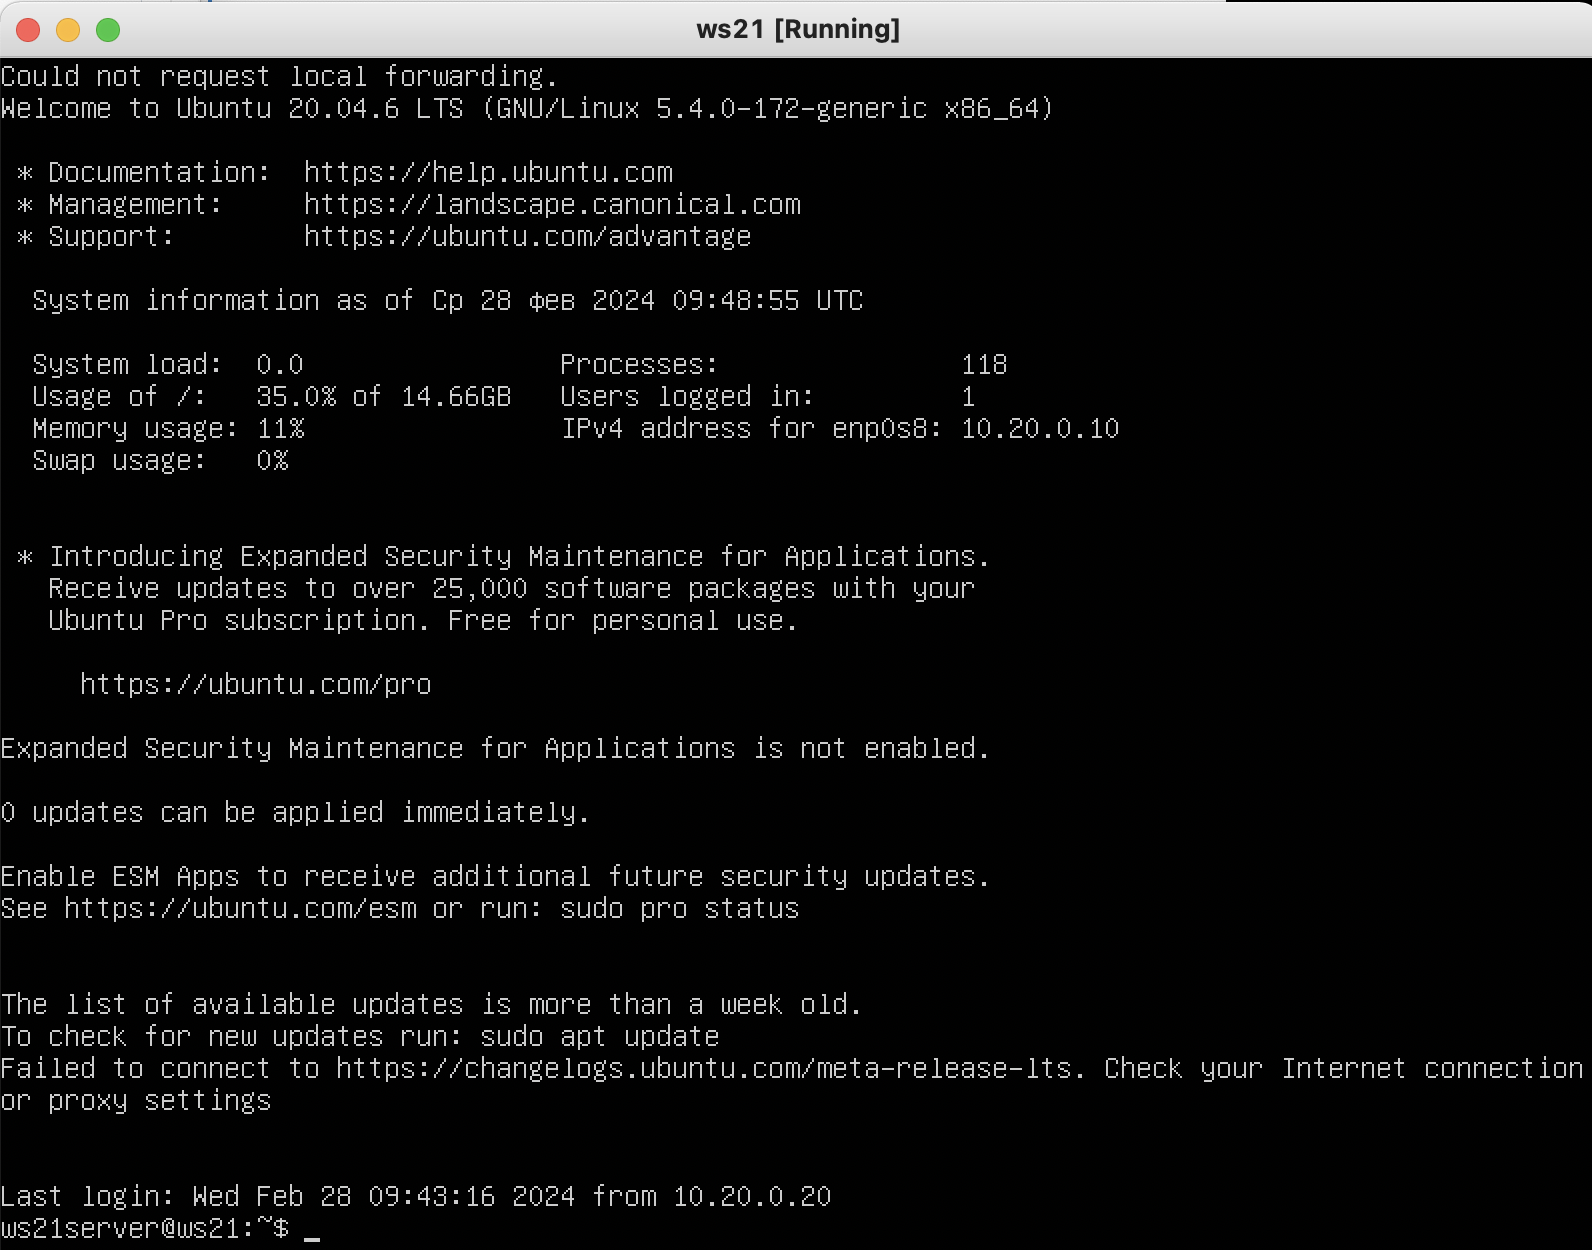 ws21 [Running]
Could not request local forwarding.
Welcome to Ubuntu 20.04.6 LTS (GNU/Linux 5.4.0-172-generic x86_64)
* Documentation:  https://help.ubuntu.com
* Management:     https://landscape.canonical.com
* Support:        https://ubuntu.com/advantage
System information as of Ср 28 фев 2024 09:48:55 UTC
System load:  0.0                Processes:               118
Usage of /:   35.0% of 14.66GB   Users logged in:         1
Memory usage: 11%                IPv4 address for enp0s8: 10.20.0.10
Swap usage:   0%
* Introducing Expanded Security Maintenance for Applications.
Receive updates to over 25,000 software packages with your
Ubuntu Pro subscription. Free for personal use.
https://ubuntu.com/pro
Expanded Security Maintenance for Applications is not enabled.
0 updates can be applied immediately.
Enable ESM Apps to receive additional future security updates.
See https://ubuntu.com/esm or run: sudo pro status
The list of available updates is more than a week old.
To check for new updates run: sudo apt update
Failed to connect to https://changelogs.ubuntu.com/meta-release-lts. Check your Internet connection
or proxy settings
Last login: Wed Feb 28 09:43:16 2024 from 10.20.0.20
ws21server@ws21:~$ _